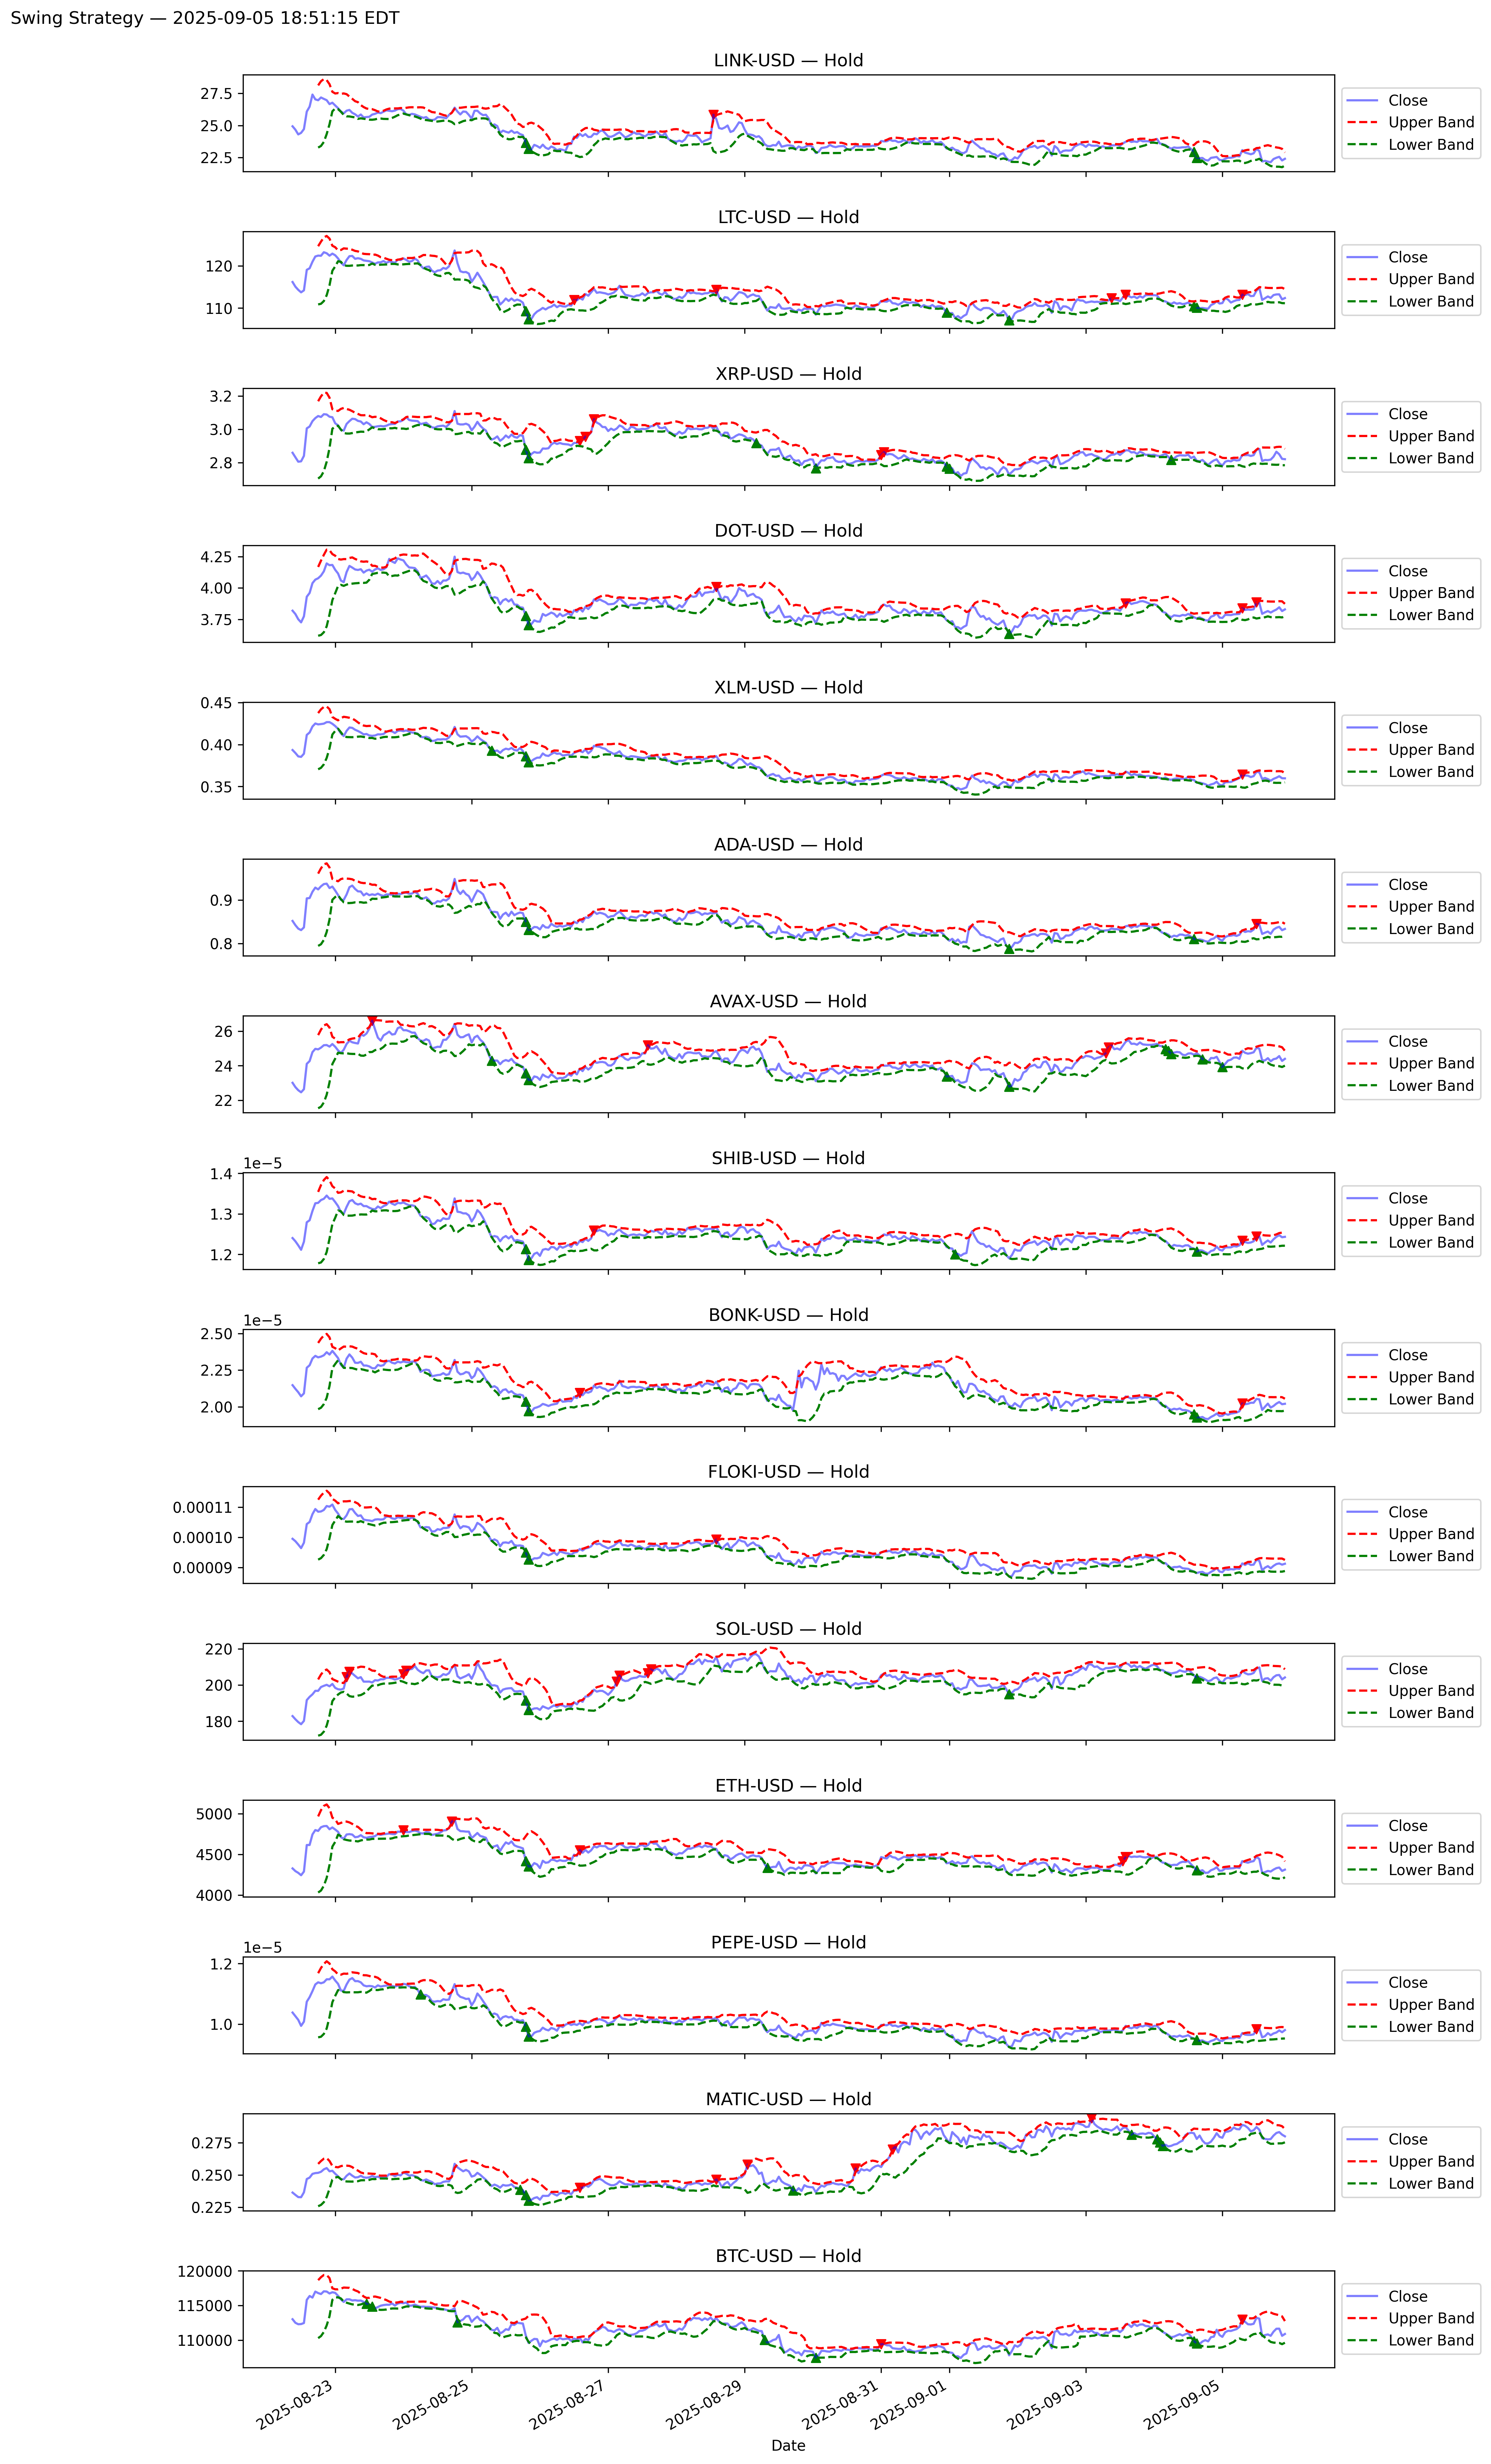 Swing Strategy — 2025-09-05 18:51:15 EDT
LINK-USD — Hold
27.5
25.0
22.5
Close
Upper Band
Lower Band
LTC-USD — Hold
120
110
Close
Upper Band
Lower Band
XRP-USD — Hold
3.2
3.0
2.8
Close
Upper Band
Lower Band
DOT-USD — Hold
4.25
4.00
3.75
Close
Upper Band
Lower Band
XLM-USD — Hold
0.45
0.40
0.35
Close
Upper Band
Lower Band
ADA-USD — Hold
0.9
0.8
Close
Upper Band
Lower Band
AVAX-USD — Hold
26
24
22
Close
Upper Band
Lower Band
SHIB-USD — Hold
1e−5
1.4
1.3
1.2
Close
Upper Band
Lower Band
BONK-USD — Hold
1e−5
2.50
2.25
2.00
Close
Upper Band
Lower Band
FLOKI-USD — Hold
0.00011
0.00010
0.00009
Close
Upper Band
Lower Band
SOL-USD — Hold
220
200
180
Close
Upper Band
Lower Band
ETH-USD — Hold
5000
4500
4000
Close
Upper Band
Lower Band
PEPE-USD — Hold
1e−5
1.2
1.0
Close
Upper Band
Lower Band
MATIC-USD — Hold
0.275
0.250
0.225
Close
Upper Band
Lower Band
BTC-USD — Hold
120000
115000
110000
Close
Upper Band
Lower Band
2025-08-23
2025-08-25
2025-08-27
2025-08-29
2025-08-31
2025-09-01
2025-09-03
2025-09-05
Date